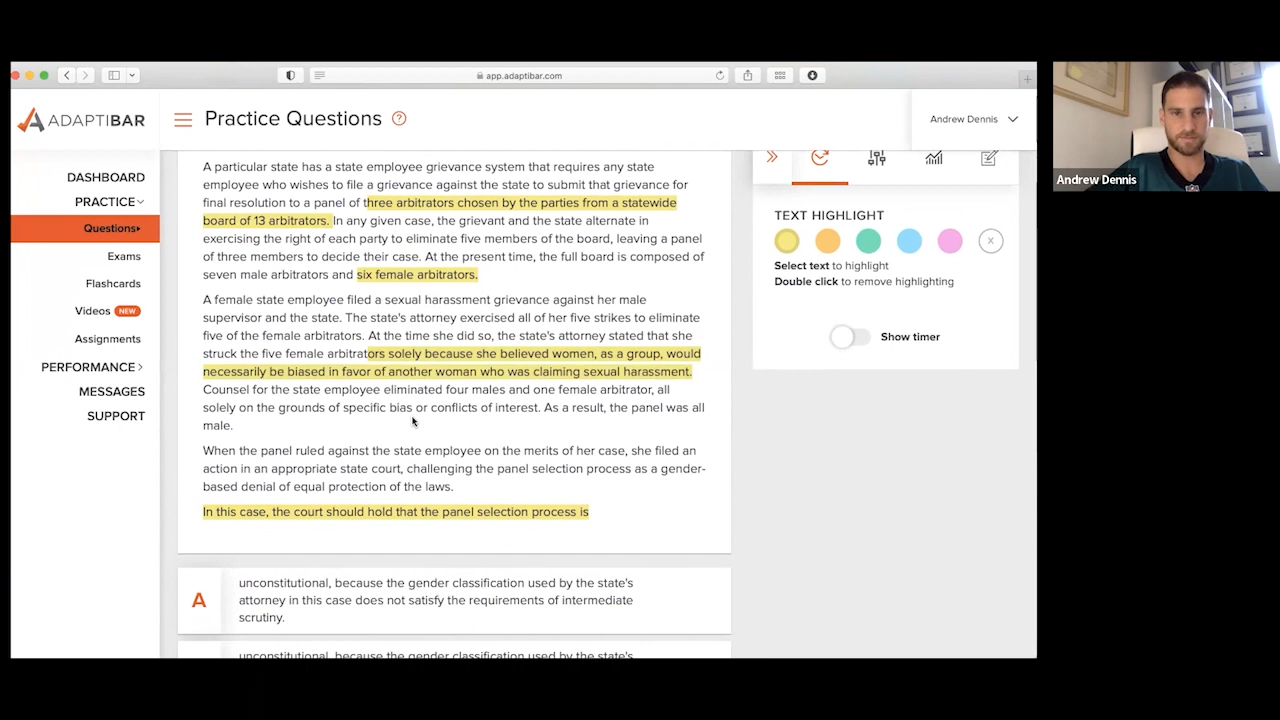 app.adaptibar.com
ADAPTIBAR
Practice Questions ?
Andrew Dennis
DASHBOARD
PRACTICE
Questions
Exams
Flashcards
Videos NEW
Assignments
PERFORMANCE
MESSAGES
SUPPORT
A particular state has a state employee grievance system that requires any state
employee who wishes to file a grievance against the state to submit that grievance for
final resolution to a panel of three arbitrators chosen by the parties from a statewide
board of 13 arbitrators. In any given case, the grievant and the state alternate in
exercising the right of each party to eliminate five members of the board, leaving a panel
of three members to decide their case. At the present time, the full board is composed of
seven male arbitrators and six female arbitrators.
A female state employee filed a sexual harassment grievance against her male
supervisor and the state. The state's attorney exercised all of her five strikes to eliminate
five of the female arbitrators. At the time she did so, the state's attorney stated that she
struck the five female arbitrators solely because she believed women, as a group, would
necessarily be biased in favor of another woman who was claiming sexual harassment.
Counsel for the state employee eliminated four males and one female arbitrator, all
solely on the grounds of specific bias or conflicts of interest. As a result, the panel was all
male.
When the panel ruled against the state employee on the merits of her case, she filed an
action in an appropriate state court, challenging the panel selection process as a gender-
based denial of equal protection of the laws.
In this case, the court should hold that the panel selection process is
A
unconstitutional, because the gender classification used by the state's
attorney in this case does not satisfy the requirements of intermediate
scrutiny.
unconstitutional, because the gender classification used by the state's
TEXT HIGHLIGHT
x
Select text to highlight
Double click to remove highlighting
Show timer
Andrew Dennis